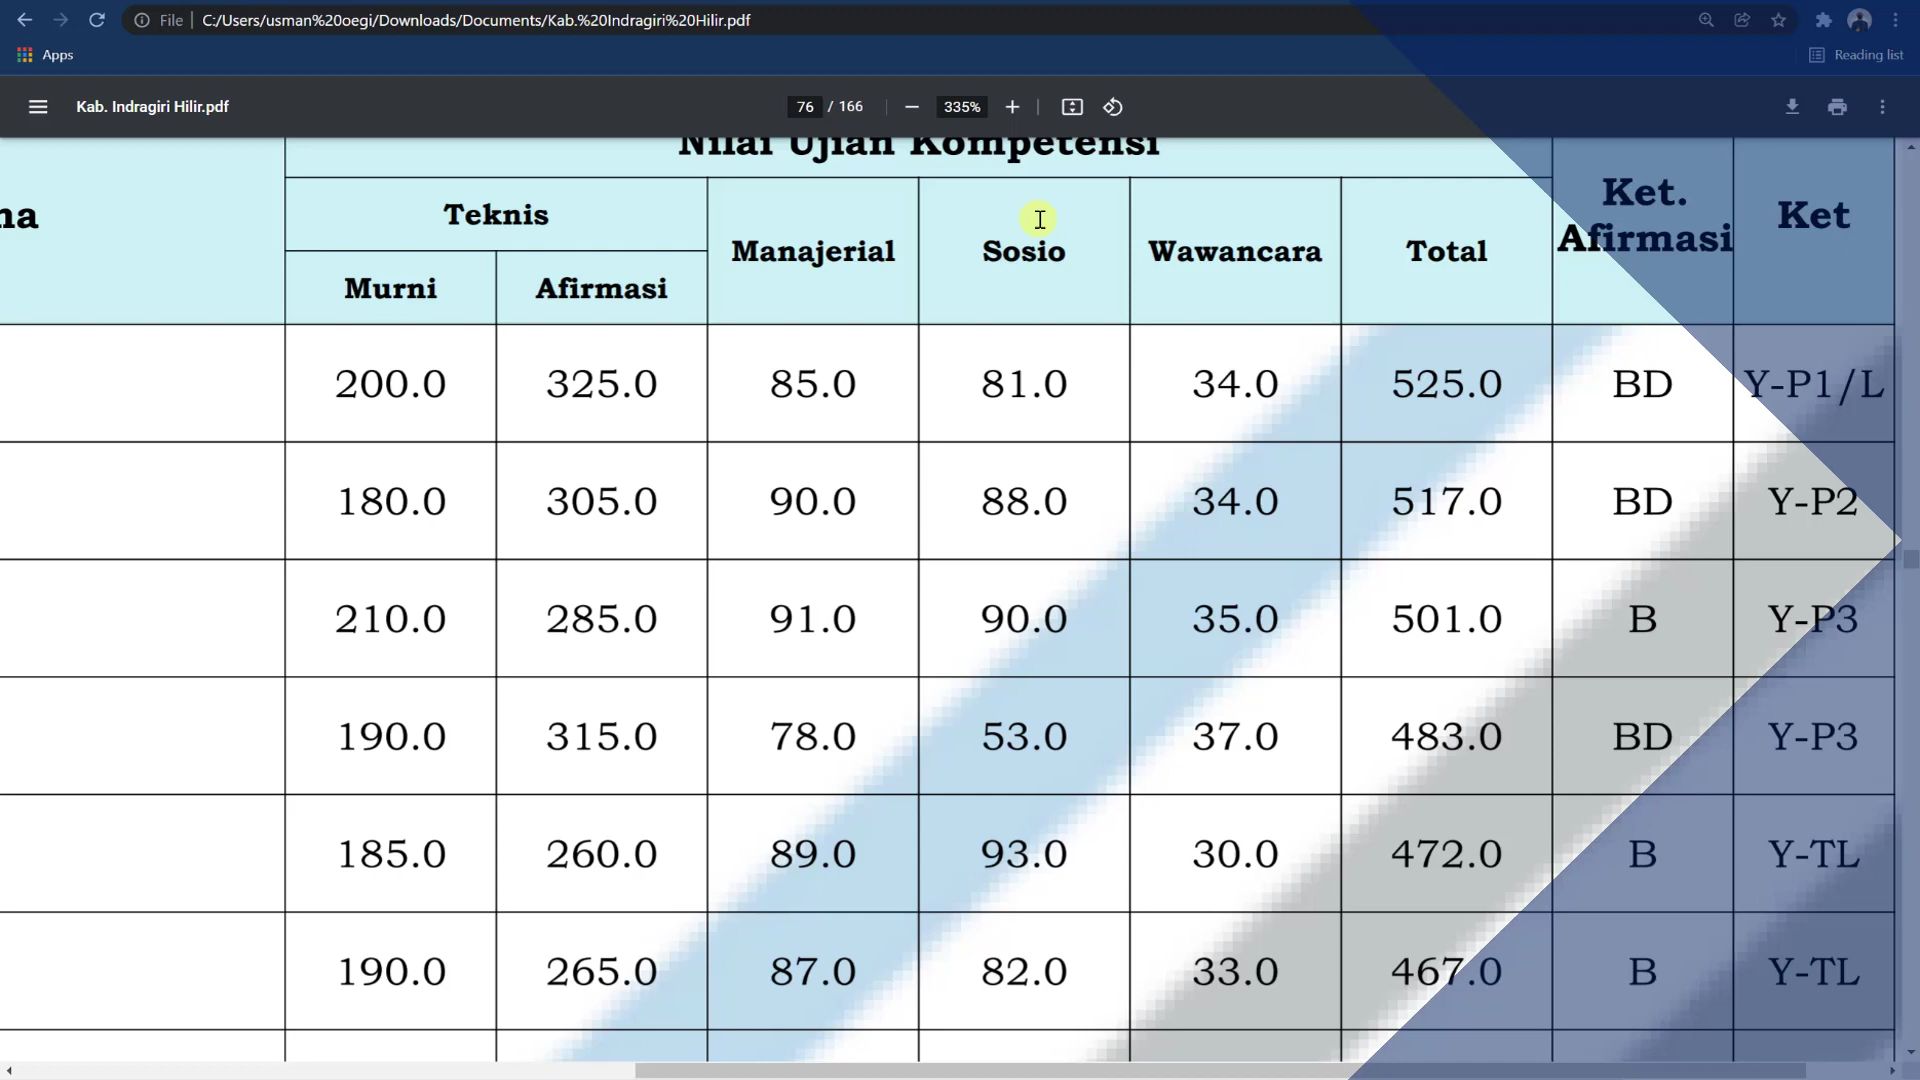 File C:/Users/usman%20oegi/Downloads/Documents/Kab.%20Indragiri%20Hilir.pdf
Apps
Reading list
Kab. Indragiri Hilir.pdf
76 / 166
335%
Nilai Ujian Kompetensi
Teknis
Murni
Afirmasi
Manajerial
Sosio
Wawancara
Total
Ket.
Afirmasi
Ket
200.0 325.0 85.0 81.0 34.0 525.0 BD Y-P1/L
180.0 305.0 90.0 88.0 34.0 517.0 BD Y-P2
210.0 285.0 91.0 90.0 35.0 501.0 B Y-P3
190.0 315.0 78.0 53.0 37.0 483.0 BD Y-P3
185.0 260.0 89.0 93.0 30.0 472.0 B Y-TL
190.0 265.0 87.0 82.0 33.0 467.0 B Y-TL